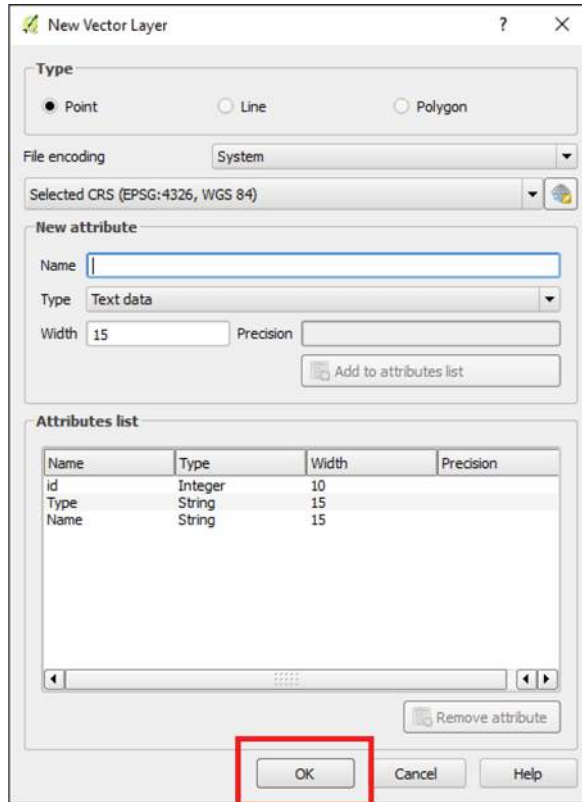 New Vector Layer ? X
Type
Point Line Polygon
File encoding System
Selected CRS (EPSG:4326, WGS 84)
New attribute
Name
Type Text data
Width 15 Precision
Add to attributes list
Attributes list
Name Type Width Precision
id Integer 10
Type String 15
Name String 15
Remove attribute
OK Cancel Help